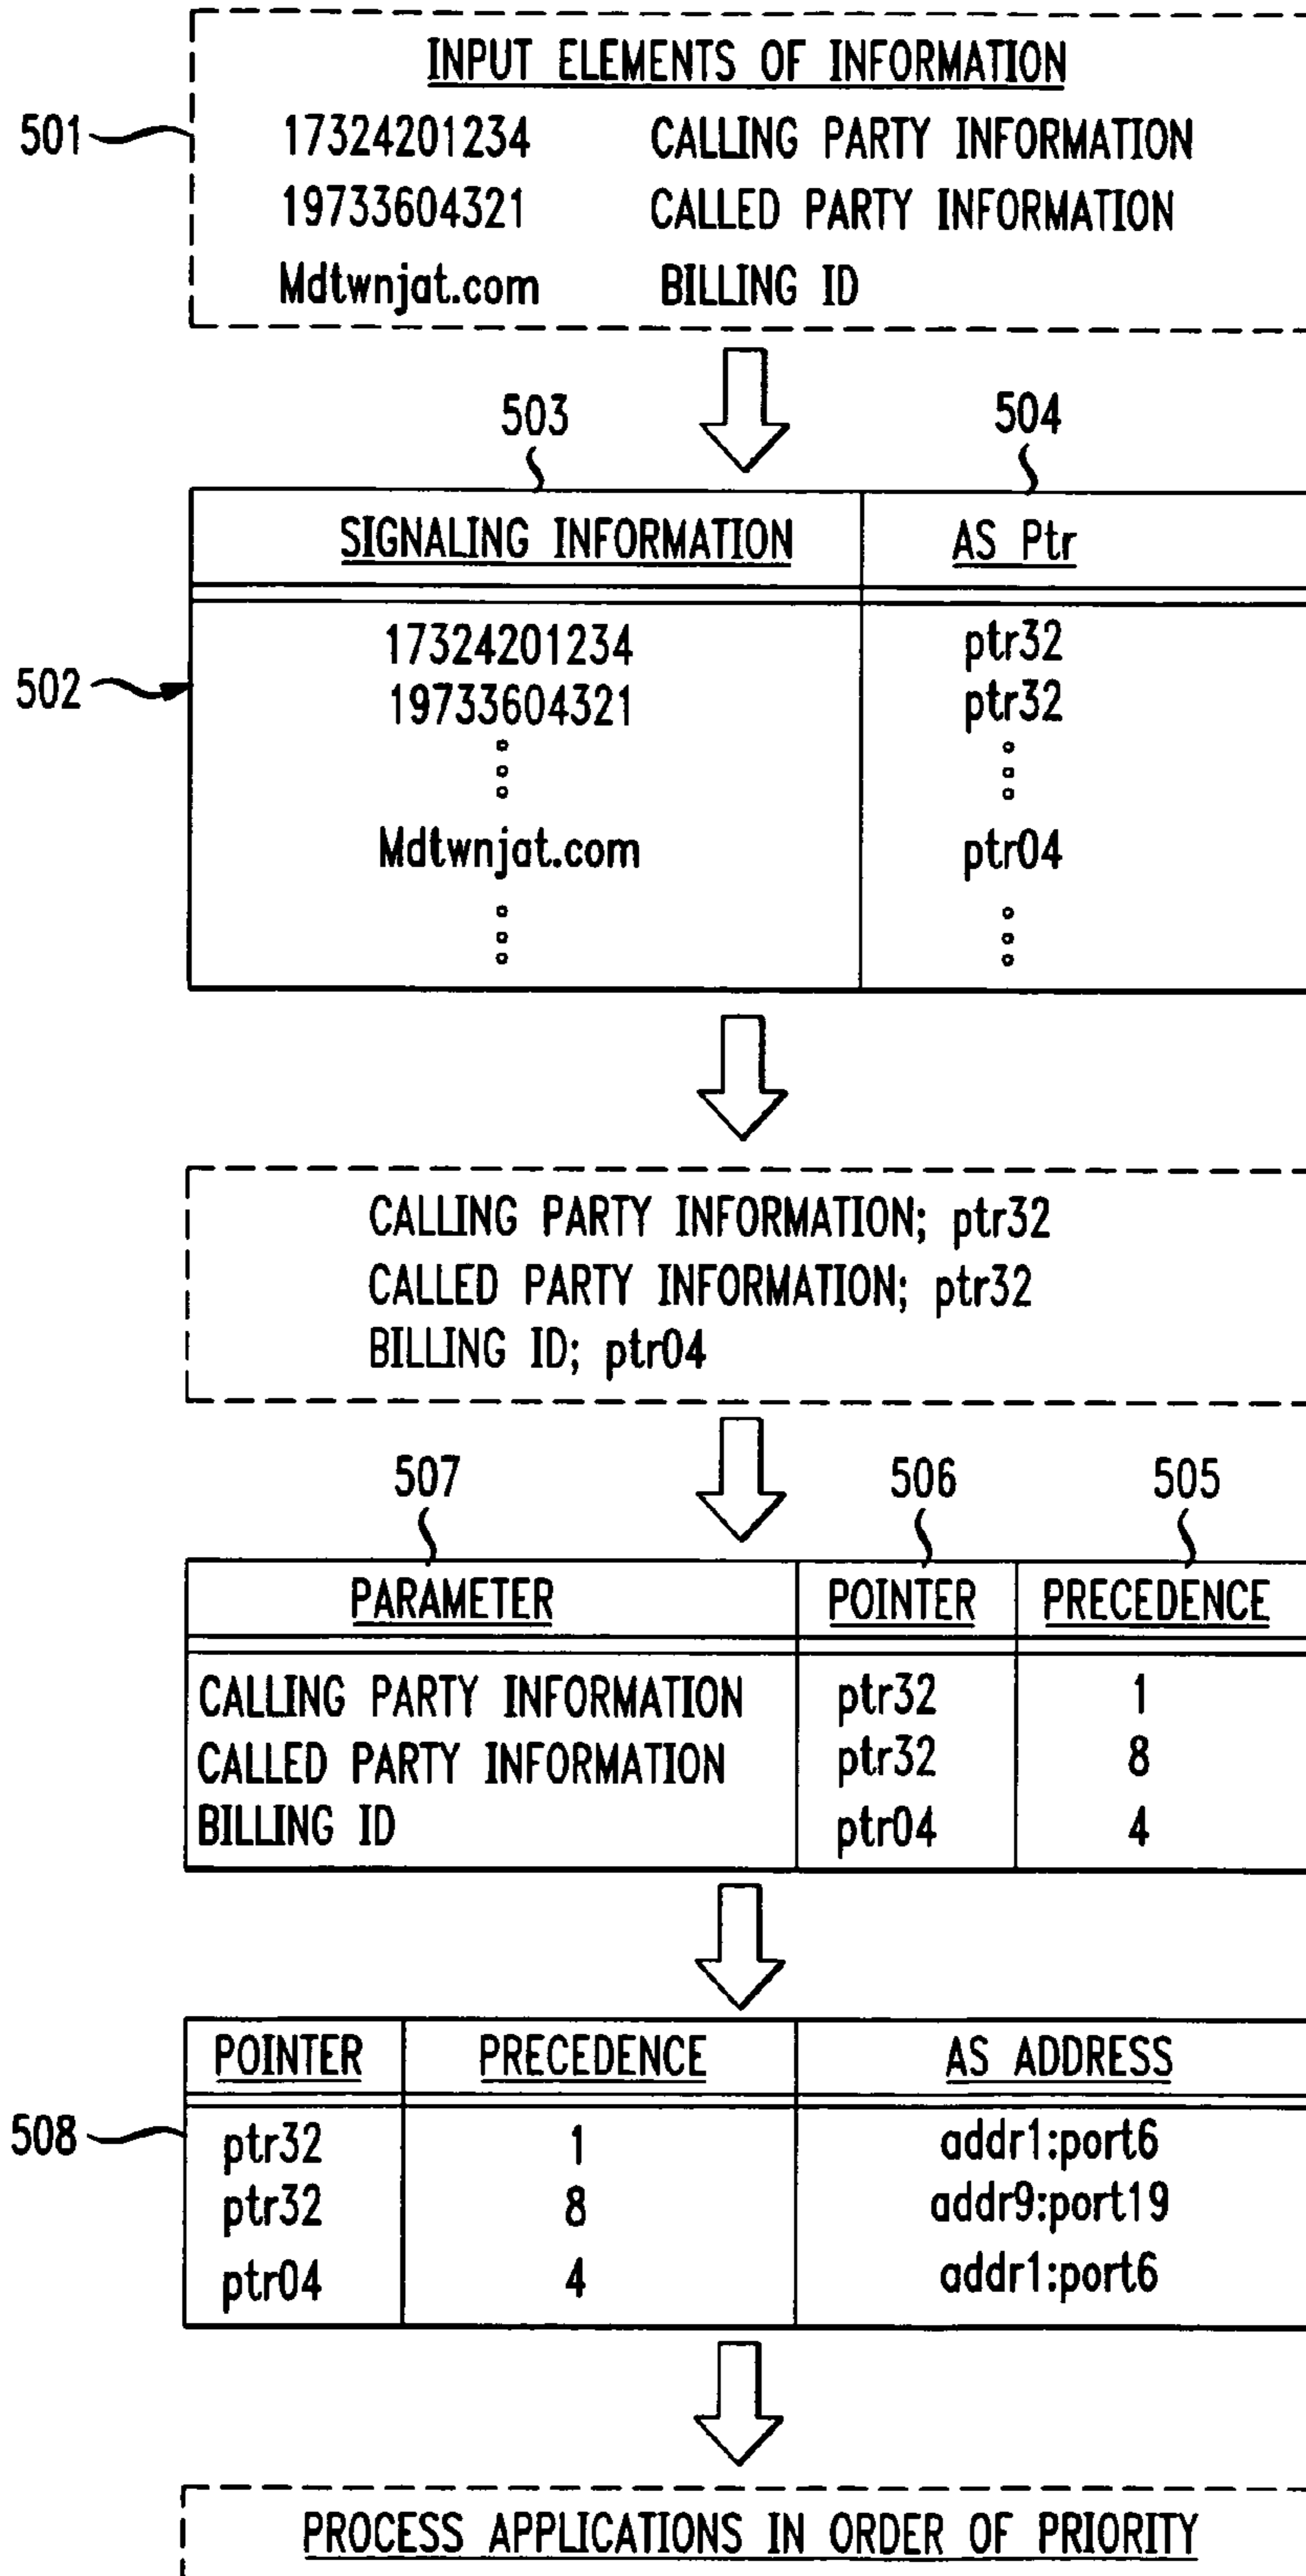 INPUT ELEMENTS OF INFORMATION
501
17324201234 CALLING PARTY INFORMATION
19733604321 CALLED PARTY INFORMATION
Mdtwnjat.com BILLING ID
503 504
SIGNALING INFORMATION AS Ptr
17324201234 ptr32
502
19733604321 ptr32
Mdtwnjat.com ptr04
CALLING PARTY INFORMATION; ptr32
CALLED PARTY INFORMATION; ptr32
BILLING ID; ptr04
507 506 505
PARAMETER POINTER PRECEDENCE
CALLING PARTY INFORMATION ptr32 1
CALLED PARTY INFORMATION ptr32 8
BILLING ID ptr04 4
POINTER PRECEDENCE AS ADDRESS
508
ptr32 1 addr1:port6
ptr32 8 addr9:port19
ptr04 4 addr1:port6
PROCESS APPLICATIONS IN ORDER OF PRIORITY